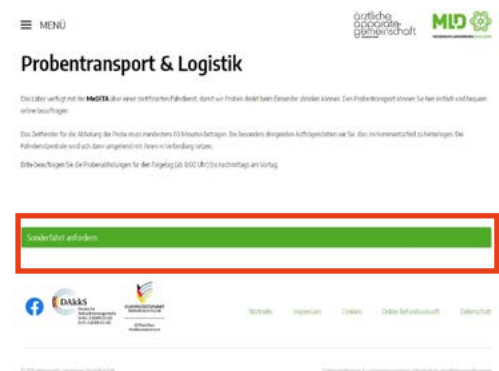 MENÜ
ärztliche
apparate-
gemeinschaft
MLD
Probentransport & Logistik
Das Labor verfügt mit der MeDiTA über einen zertifizierten Fahrdienst, damit wir Proben direkt beim Einsender abholen können. Den Probentransport können Sie hier einfach und bequem
online beauftragen.
Das Zeitfenster für die Abholung der Probe muss mindestens 60 Minuten betragen. Bei besonders dringenden Aufträgen bitten wir Sie, dies im Kommentarfeld zu hinterlegen. Die
Fahrdienstzentrale wird sich dann umgehend mit Ihnen in Verbindung setzen.
Bitte beauftragen Sie die Probenabholungen für den Folgetag (ab 8:00 Uhr) bis nachmittags am Vortag.
Sonderfahrt anfordern
DAkkS
Deutsche
Akkreditierungsstelle
Startseite Impressum Cookies Online Befundauskunft Datenschutz